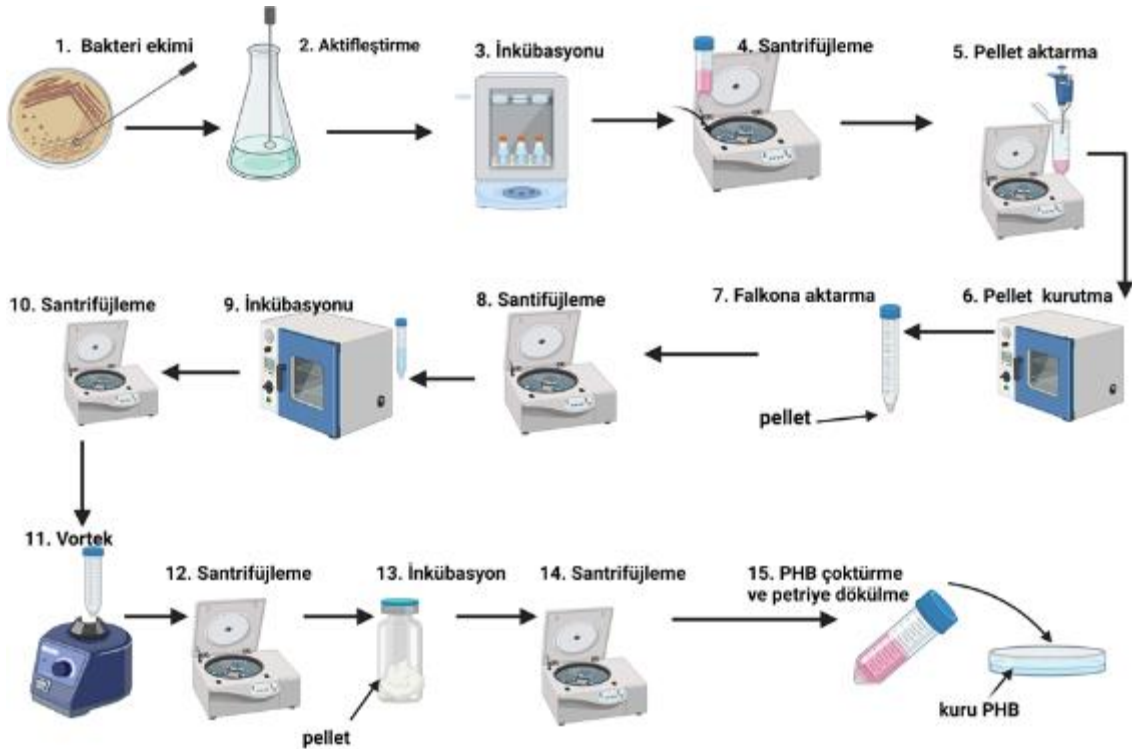 1. Bakteri ekimi
2. Aktifleştirme
3. İnkübasyonu
4. Santrifüjleme
5. Pellet aktarma
6. Pellet kurutma
7. Falkona aktarma
pellet
8. Santifüjleme
9. İnkübasyonu
10. Santrifüjleme
11. Vortek
12. Santrifüjleme
13. İnkübasyon
pellet
14. Santrifüjleme
15. PHB çoktürme
ve petriye dökülme
kuru PHB